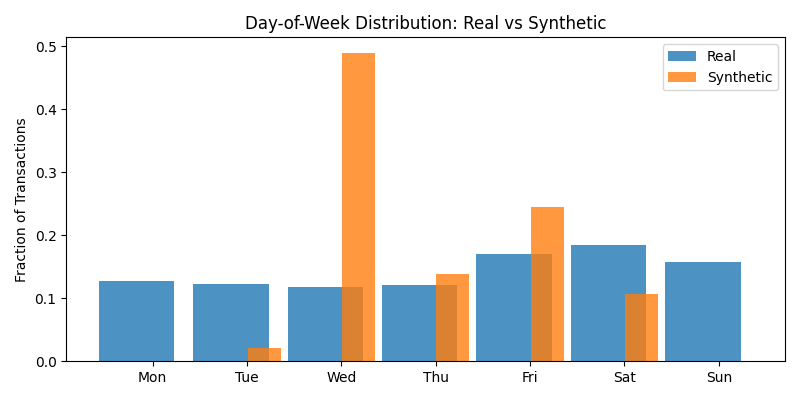 Day-of-Week Distribution: Real vs Synthetic
Real
Synthetic
Fraction of Transactions
0.5
0.4
0.3
0.2
0.1
0.0
Mon Tue Wed Thu Fri Sat Sun